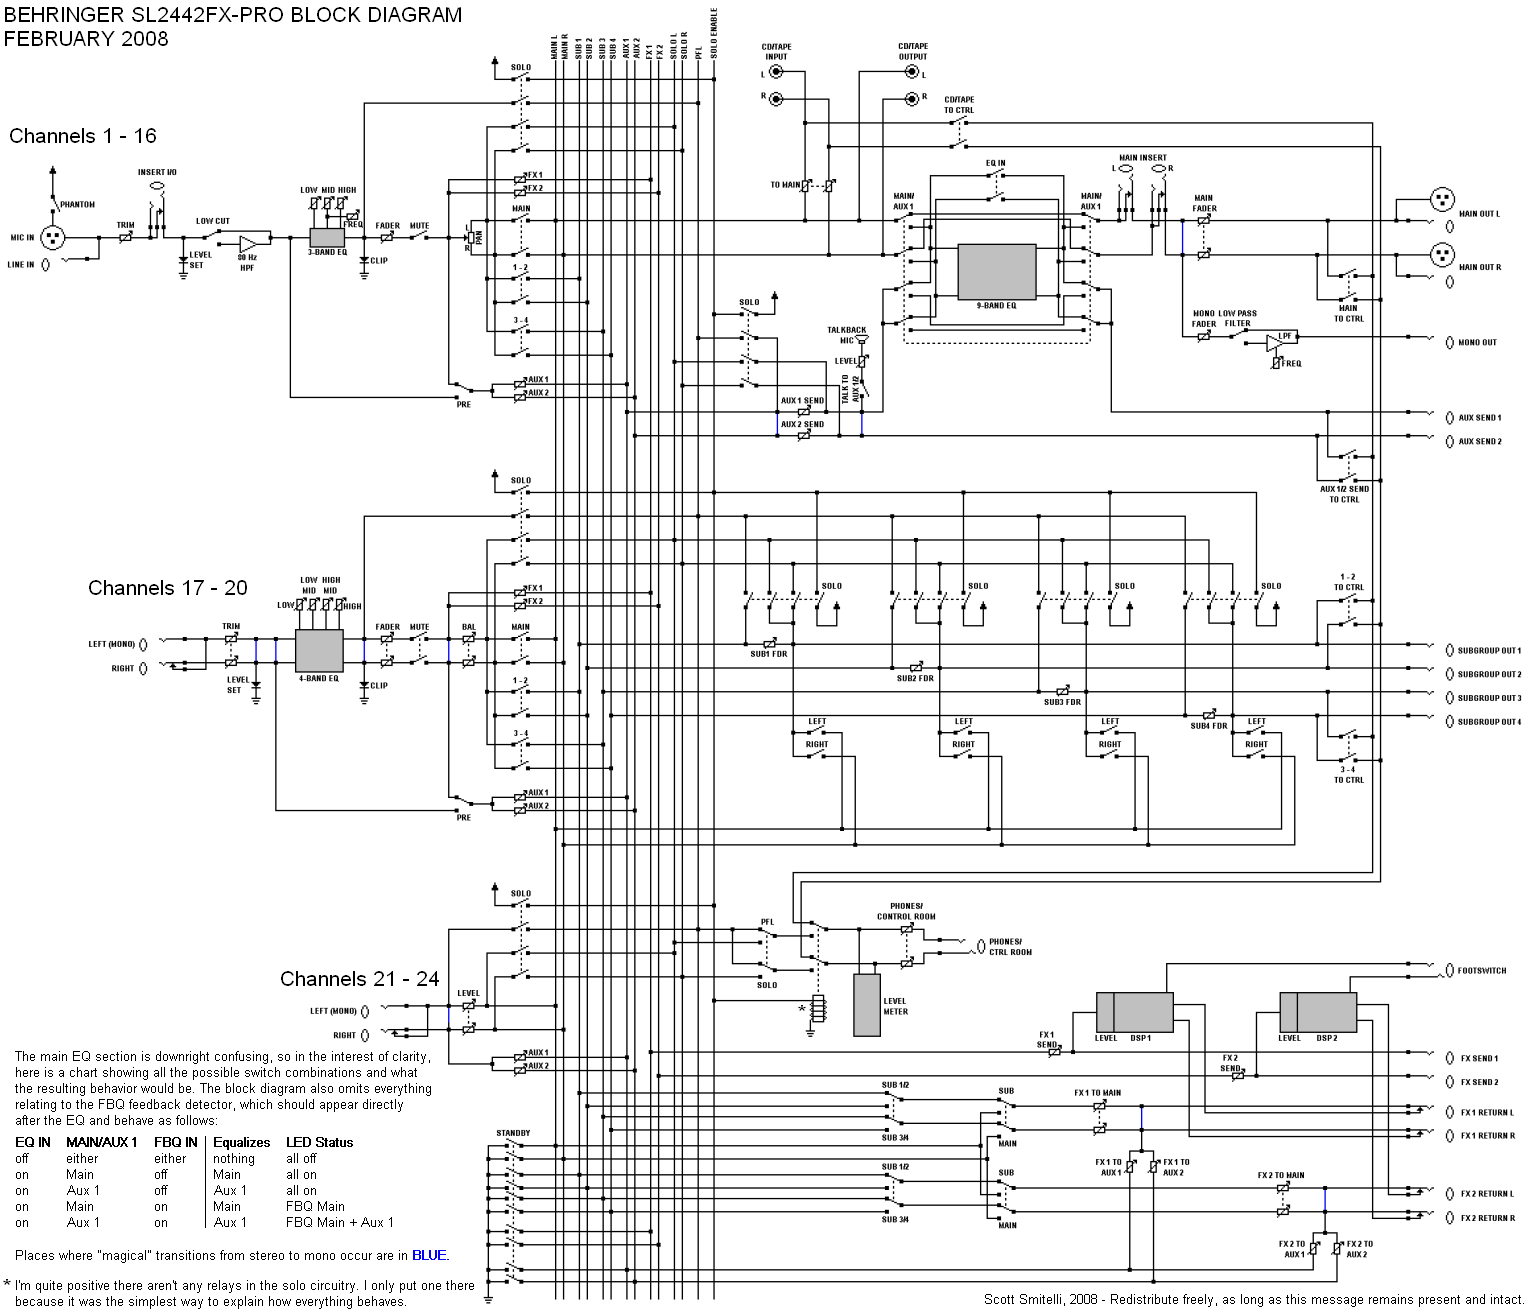 BEHRINGER SL2442FX-PRO BLOCK DIAGRAM
FEBRUARY 2008
MAIN L
MAIN R
SUB 1
SUB 2
SUB 3
SUB 4
AUX 1
AUX 2
FX 1
FX 2
SOLO L
SOLO R
PFL
SOLO ENABLE
Channels 1 - 16
PHANTOM
MIC IN
LINE IN
TRIM
INSERT I/O
LEVEL
SET
LOW CUT
80 Hz
HPF
LOW MID HIGH
FREQ
3-BAND EQ
CLIP
FADER
MUTE
L
R
PAN
SOLO
FX 1
FX 2
MAIN
1 - 2
3 - 4
PRE
AUX 1
AUX 2
CD/TAPE
INPUT
L
R
CD/TAPE
OUTPUT
L
R
CD/TAPE
TO CTRL
TO MAIN
EQ IN
MAIN/
AUX 1
MAIN/
AUX 1
9-BAND EQ
MAIN INSERT
L
R
MAIN
FADER
MAIN OUT L
MAIN OUT R
MAIN
TO CTRL
MONO
FADER
LOW PASS
FILTER
LPF
FREQ
MONO OUT
SOLO
TALKBACK
MIC
LEVEL
TALK TO
AUX 1/2
AUX 1 SEND
AUX 2 SEND
AUX SEND 1
AUX SEND 2
AUX 1/2 SEND
TO CTRL
Channels 17 - 20
LEFT (MONO)
RIGHT
TRIM
LEVEL
SET
LOW
LOW
MID
HIGH
MID
HIGH
4-BAND EQ
CLIP
FADER
MUTE
BAL
SOLO
FX 1
FX 2
MAIN
1 - 2
3 - 4
PRE
AUX 1
AUX 2
SOLO
SOLO
SOLO
SOLO
SUB1 FDR
SUB2 FDR
SUB3 FDR
SUB4 FDR
LEFT
RIGHT
LEFT
RIGHT
LEFT
RIGHT
LEFT
RIGHT
1 - 2
TO CTRL
3 - 4
TO CTRL
SUBGROUP OUT 1
SUBGROUP OUT 2
SUBGROUP OUT 3
SUBGROUP OUT 4
Channels 21 - 24
LEFT (MONO)
RIGHT
LEVEL
SOLO
AUX 1
AUX 2
PFL
SOLO
*
LEVEL
METER
PHONES/
CONTROL ROOM
PHONES/
CTRL ROOM
FOOTSWITCH
LEVEL DSP 1
LEVEL DSP 2
FX 1
SEND
FX 2
SEND
FX SEND 1
FX SEND 2
STANDBY
SUB 1/2
SUB 3/4
SUB
MAIN
FX 1 TO MAIN
FX 1 TO
AUX 1
FX 1 TO
AUX 2
FX 1 RETURN L
FX 1 RETURN R
SUB 1/2
SUB 3/4
SUB
MAIN
FX 2 TO MAIN
FX 2 TO
AUX 1
FX 2 TO
AUX 2
FX 2 RETURN L
FX 2 RETURN R
The main EQ section is downright confusing, so in the interest of clarity,
here is a chart showing all the possible switch combinations and what
the resulting behavior would be. The block diagram also omits everything
relating to the FBQ feedback detector, which should appear directly
after the EQ and behave as follows:
EQ IN MAIN/AUX 1 FBQ IN Equalizes LED Status
off either either nothing all off
on Main off Main all on
on Aux 1 off Aux 1 all on
on Main on Main FBQ Main
on Aux 1 on Aux 1 FBQ Main + Aux 1
Places where "magical" transitions from stereo to mono occur are in BLUE.
* I'm quite positive there aren't any relays in the solo circuitry. I only put one there
because it was the simplest way to explain how everything behaves.
Scott Smitelli, 2008 - Redistribute freely, as long as this message remains present and intact.